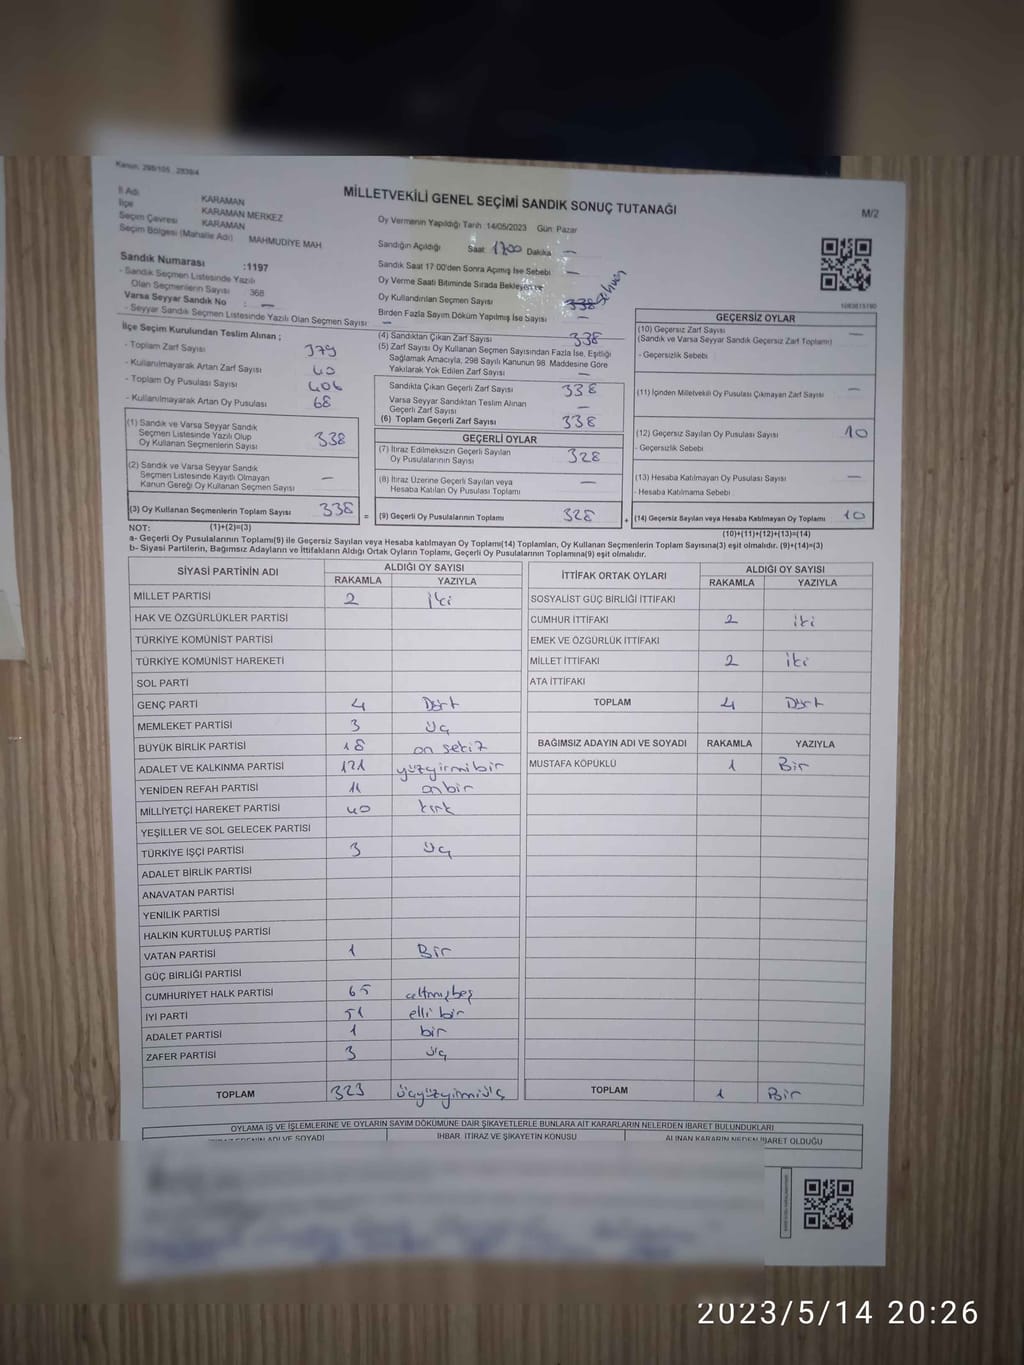 Kanun, 298/105 , 2839/4
MİLLETVEKİLİ GENEL SEÇİMİ SANDIK SONUÇ TUTANAĞI
M/2
İl Adı KARAMAN
İlçe KARAMAN MERKEZ
Seçim Çevresi KARAMAN
Seçim Bölgesi (Mahalle Adı) MAHMUDİYE MAH
Sandık Numarası :1197
- Sandık Seçmen Listesinde Yazılı
Olan Seçmenlerin Sayısı : 368
Varsa Seyyar Sandık No : —
- Seyyar Sandık Seçmen Listesinde Yazılı Olan Seçmen Sayısı —
İlçe Seçim Kurulundan Teslim Alınan ;
- Toplam Zarf Sayısı 379
- Kullanılmayarak Artan Zarf Sayısı
- Toplam Oy Pusulası Sayısı 406
- Kullanılmayarak Artan Oy Pusulası 68
(1) Sandık ve Varsa Seyyar Sandık
Seçmen Listesinde Yazılı Olup
Oy Kullanan Seçmenlerin Sayısı 338
(2) Sandık ve Varsa Seyyar Sandık
Seçmen Listesinde Kayıtlı Olmayan
Kanun Gereği Oy Kullanan Seçmen Sayısı —
(3) Oy Kullanan Seçmenlerin Toplam Sayısı 338
(1)+(2)=(3)
Oy Vermenin Yapıldığı Tarih 14/05/2023 Gün Pazar
Sandığın Açıldığı Saat 1700 Dakika —
Sandık Saat 17:00'den Sonra Açımış İse Sebebi —
Oy Verme Saati Bitiminde Sırada Bekleyen ve
Oy Kullandırılan Seçmen Sayısı 338
Birden Fazla Sayım Döküm Yapılmış İse Sayısı —
(4) Sandıktan Çıkan Zarf Sayısı 338
(5) Zarf Sayısı Oy Kullanan Seçmen Sayısından Fazla İse, Eşitliği
Sağlamak Amacıyla, 298 Sayılı Kanunun 98. Maddesine Göre
Yakılarak Yok Edilen Zarf Sayısı —
Sandıkta Çıkan Geçerli Zarf Sayısı 338
Varsa Seyyar Sandıktan Teslim Alınan
Geçerli Zarf Sayısı —
(6) Toplam Geçerli Zarf Sayısı 338
GEÇERLİ OYLAR
(7) İtiraz Edilmeksizin Geçerli Sayılan
Oy Pusulalarının Sayısı 328
(8) İtiraz Üzerine Geçerli Sayılan veya
Hesaba Katılan Oy Pusulası Toplamı —
= (9) Geçerli Oy Pusulalarının Toplamı 328
GEÇERSİZ OYLAR
(10) Geçersiz Zarf Sayısı —
(Sandık ve Varsa Seyyar Sandık Geçersiz Zarf Toplamı)
- Geçersizlik Sebebi
(11) İçinden Milletvekili Oy Pusulası Çıkmayan Zarf Sayısı —
(12) Geçersiz Sayılan Oy Pusulası Sayısı 10
- Geçersizlik Sebebi
(13) Hesaba Katılmayan Oy Pusulası Sayısı —
- Hesaba Katılmama Sebebi
+ (14) Geçersiz Sayılan veya Hesaba Katılmayan Oy Toplamı 10
(10)+(11)+(12)+(13)=(14)
NOT:
a- Geçerli Oy Pusulalarının Toplamı(9) ile Geçersiz Sayılan veya Hesaba katılmayan Oy Toplamı(14) Toplamları, Oy Kullanan Seçmenlerin Toplam Sayısına(3) eşit olmalıdır. (9)+(14)=(3)
b- Siyasi Partilerin, Bağımsız Adayların ve İttifakların Aldığı Ortak Oyların Toplamı, Geçerli Oy Pusulalarının Toplamına(9) eşit olmalıdır.
SİYASİ PARTİNİN ADI ALDIĞI OY SAYISI
RAKAMLA YAZIYLA
MİLLET PARTİSI 2 iki
HAK VE ÖZGÜRLÜKLER PARTİSİ
TÜRKİYE KOMÜNİST PARTİSİ
TÜRKİYE KOMÜNİST HAREKETİ
SOL PARTİ
GENÇ PARTİ 4 Dört
MEMLEKET PARTİSİ 3 üç
BÜYÜK BİRLİK PARTİSİ 18 on sekiz
ADALET VE KALKINMA PARTİSİ 121 yüzyirmibir
YENİDEN REFAH PARTİSİ 11 onbir
MİLLİYETÇİ HAREKET PARTİSİ 40 kırk
YEŞİLLER VE SOL GELECEK PARTİSİ
TÜRKİYE İŞÇİ PARTİSİ 3 üç
ADALET BİRLİK PARTİSİ
ANAVATAN PARTİSİ
YENİLİK PARTİSİ
HALKIN KURTULUŞ PARTİSİ
VATAN PARTİSİ 1 Bir
GÜÇ BİRLİĞİ PARTİSİ
CUMHURİYET HALK PARTİSİ 65 altmışbeş
İYİ PARTİ 51 elli bir
ADALET PARTİSİ 1 bir
ZAFER PARTİSİ 3 üç
TOPLAM 323 üçyüzyirmiüç
İTTİFAK ORTAK OYLARI ALDIĞI OY SAYISI
RAKAMLA YAZIYLA
SOSYALİST GÜÇ BİRLİĞİ İTTİFAKI
CUMHUR İTTİFAKI 2 iki
EMEK VE ÖZGÜRLÜK İTTİFAKI
MİLLET İTTİFAKI 2 iki
ATA İTTİFAKI
TOPLAM 4 Dört
BAĞIMSIZ ADAYIN ADI VE SOYADI RAKAMLA YAZIYLA
MUSTAFA KÖPÜKLÜ 1 Bir
TOPLAM 1 Bir
OYLAMA İŞ VE İŞLEMLERİNE VE OYLARIN SAYIM DÖKÜMÜNE DAİR ŞİKAYETLERLE BUNLARA AİT KARARLARIN NELERDEN İBARET BULUNDUKLARI
ADI VE SOYADI İHBAR İTİRAZ VE ŞİKAYETİN KONUSU ALINAN KARARIN NEDEN İBARET OLDUĞU
2023/5/14 20:26